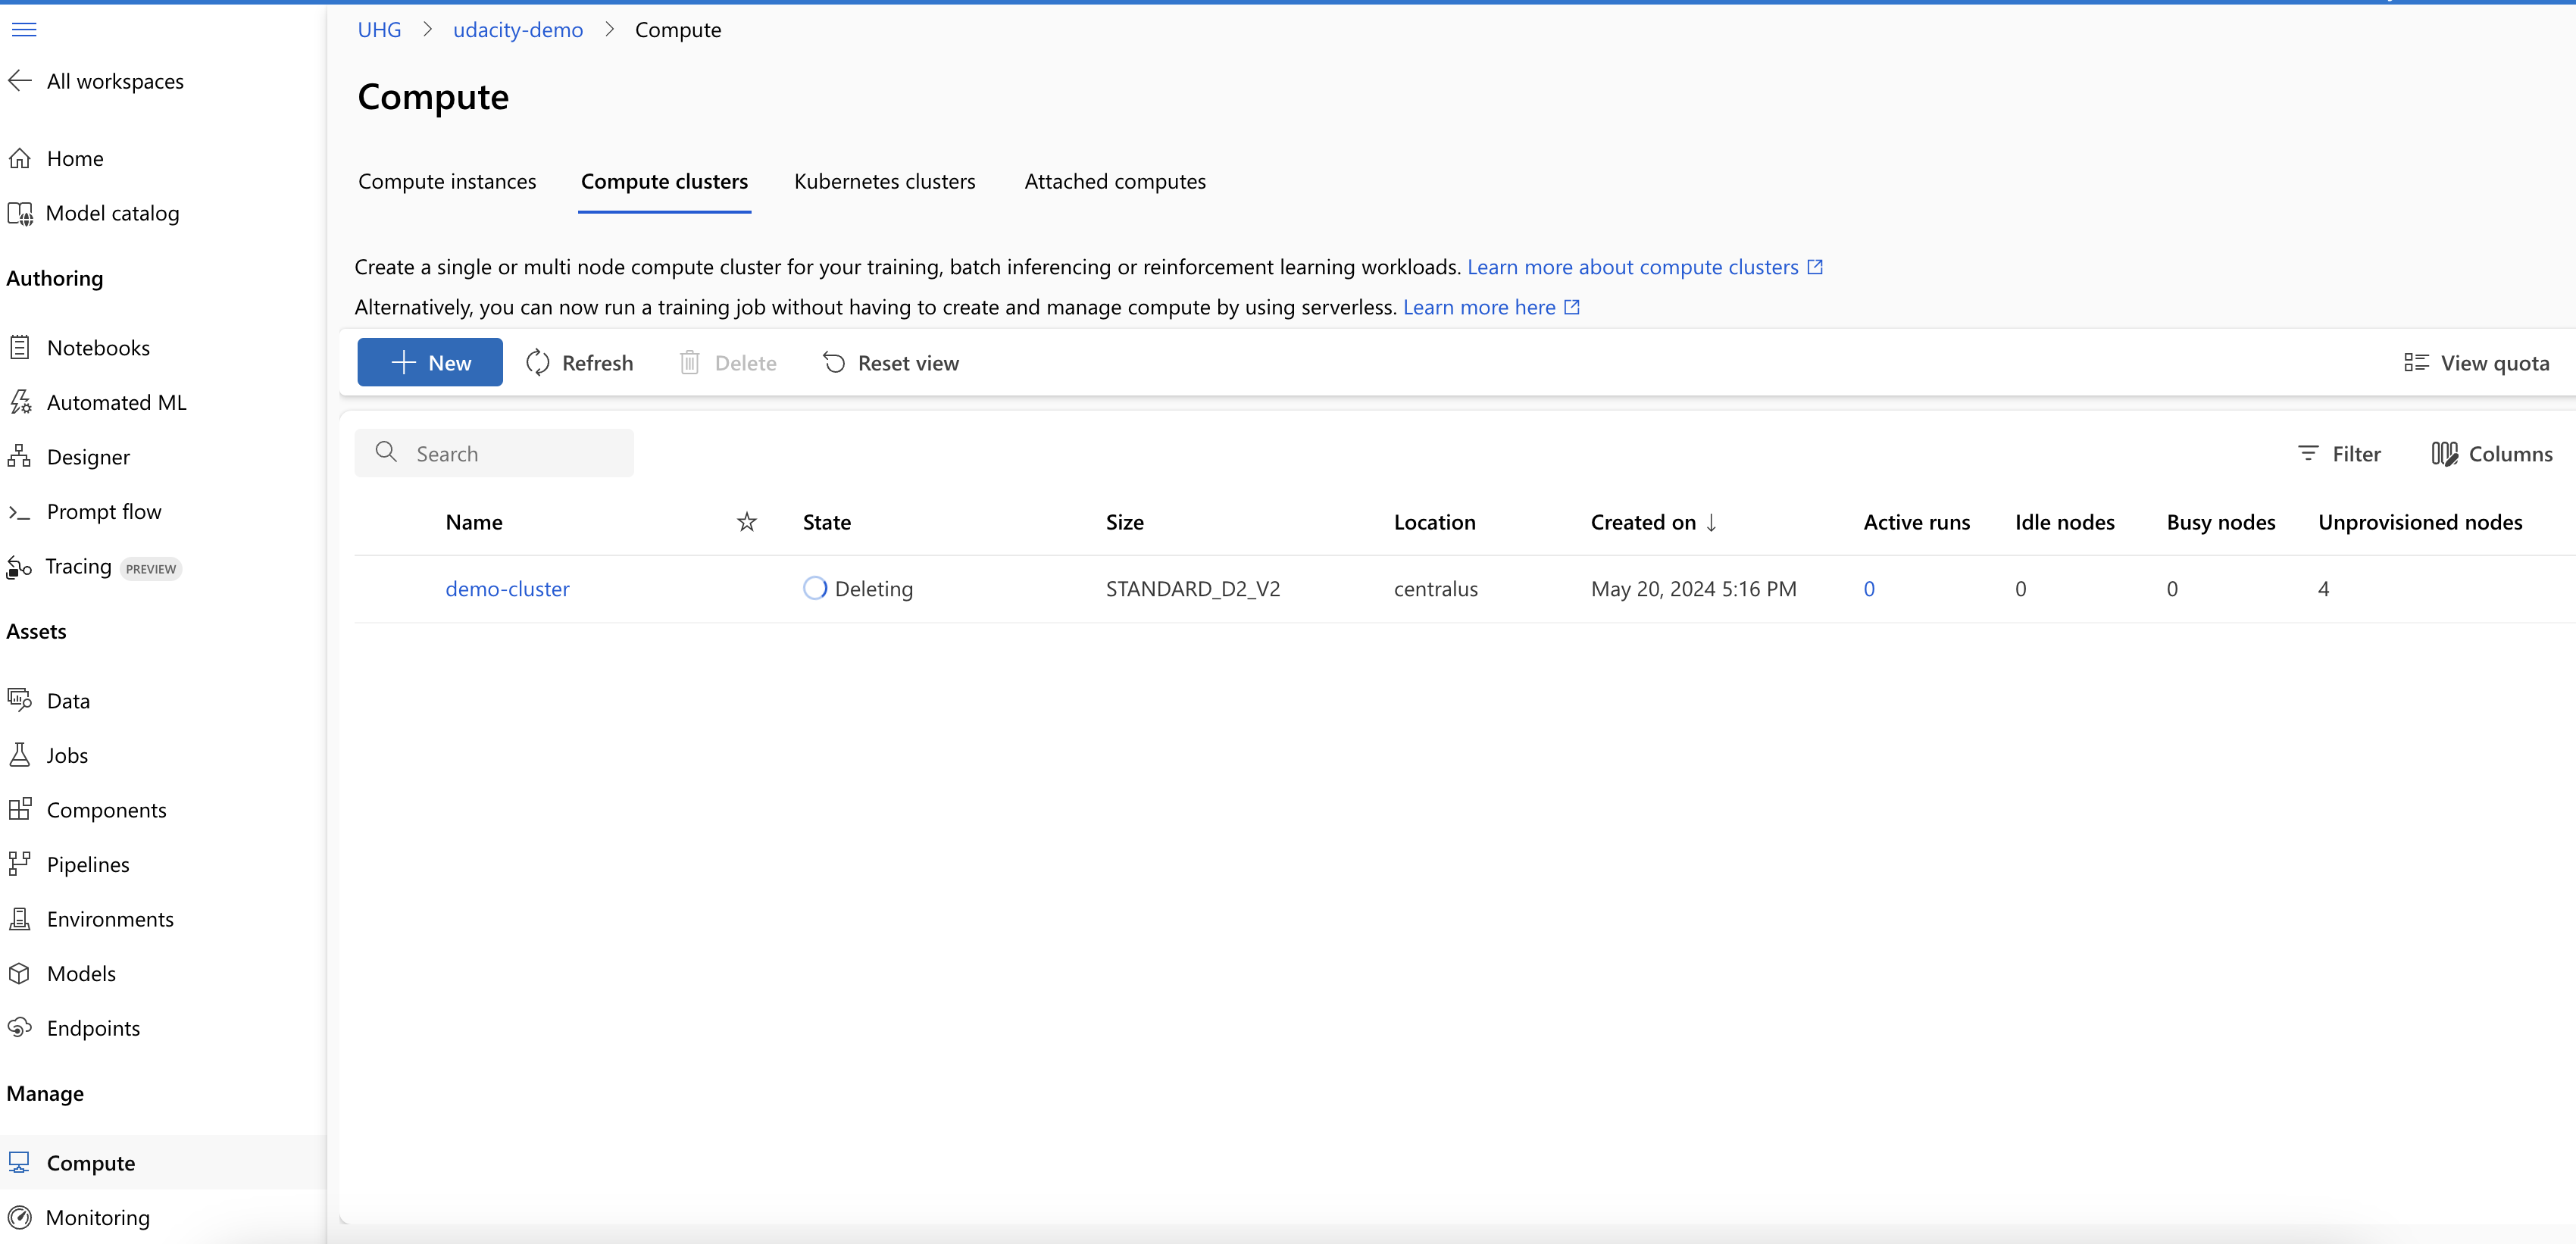 UHG > udacity-demo > Compute
All workspaces
Home
Model catalog
Authoring
Notebooks
Automated ML
Designer
Prompt flow
Tracing PREVIEW
Assets
Data
Jobs
Components
Pipelines
Environments
Models
Endpoints
Manage
Compute
Monitoring
Compute
Compute instances Compute clusters Kubernetes clusters Attached computes
Create a single or multi node compute cluster for your training, batch inferencing or reinforcement learning workloads. Learn more about compute clusters
Alternatively, you can now run a training job without having to create and manage compute by using serverless. Learn more here
New Refresh Delete Reset view View quota
Search Filter Columns
Name State Size Location Created on ↓ Active runs Idle nodes Busy nodes Unprovisioned nodes
demo-cluster Deleting STANDARD_D2_V2 centralus May 20, 2024 5:16 PM 0 0 0 4